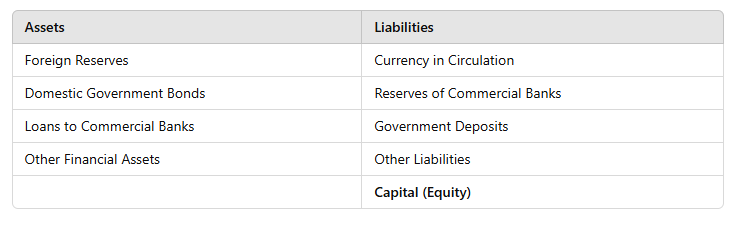 Assets Liabilities
Foreign Reserves Currency in Circulation
Domestic Government Bonds Reserves of Commercial Banks
Loans to Commercial Banks Government Deposits
Other Financial Assets Other Liabilities
Capital (Equity)